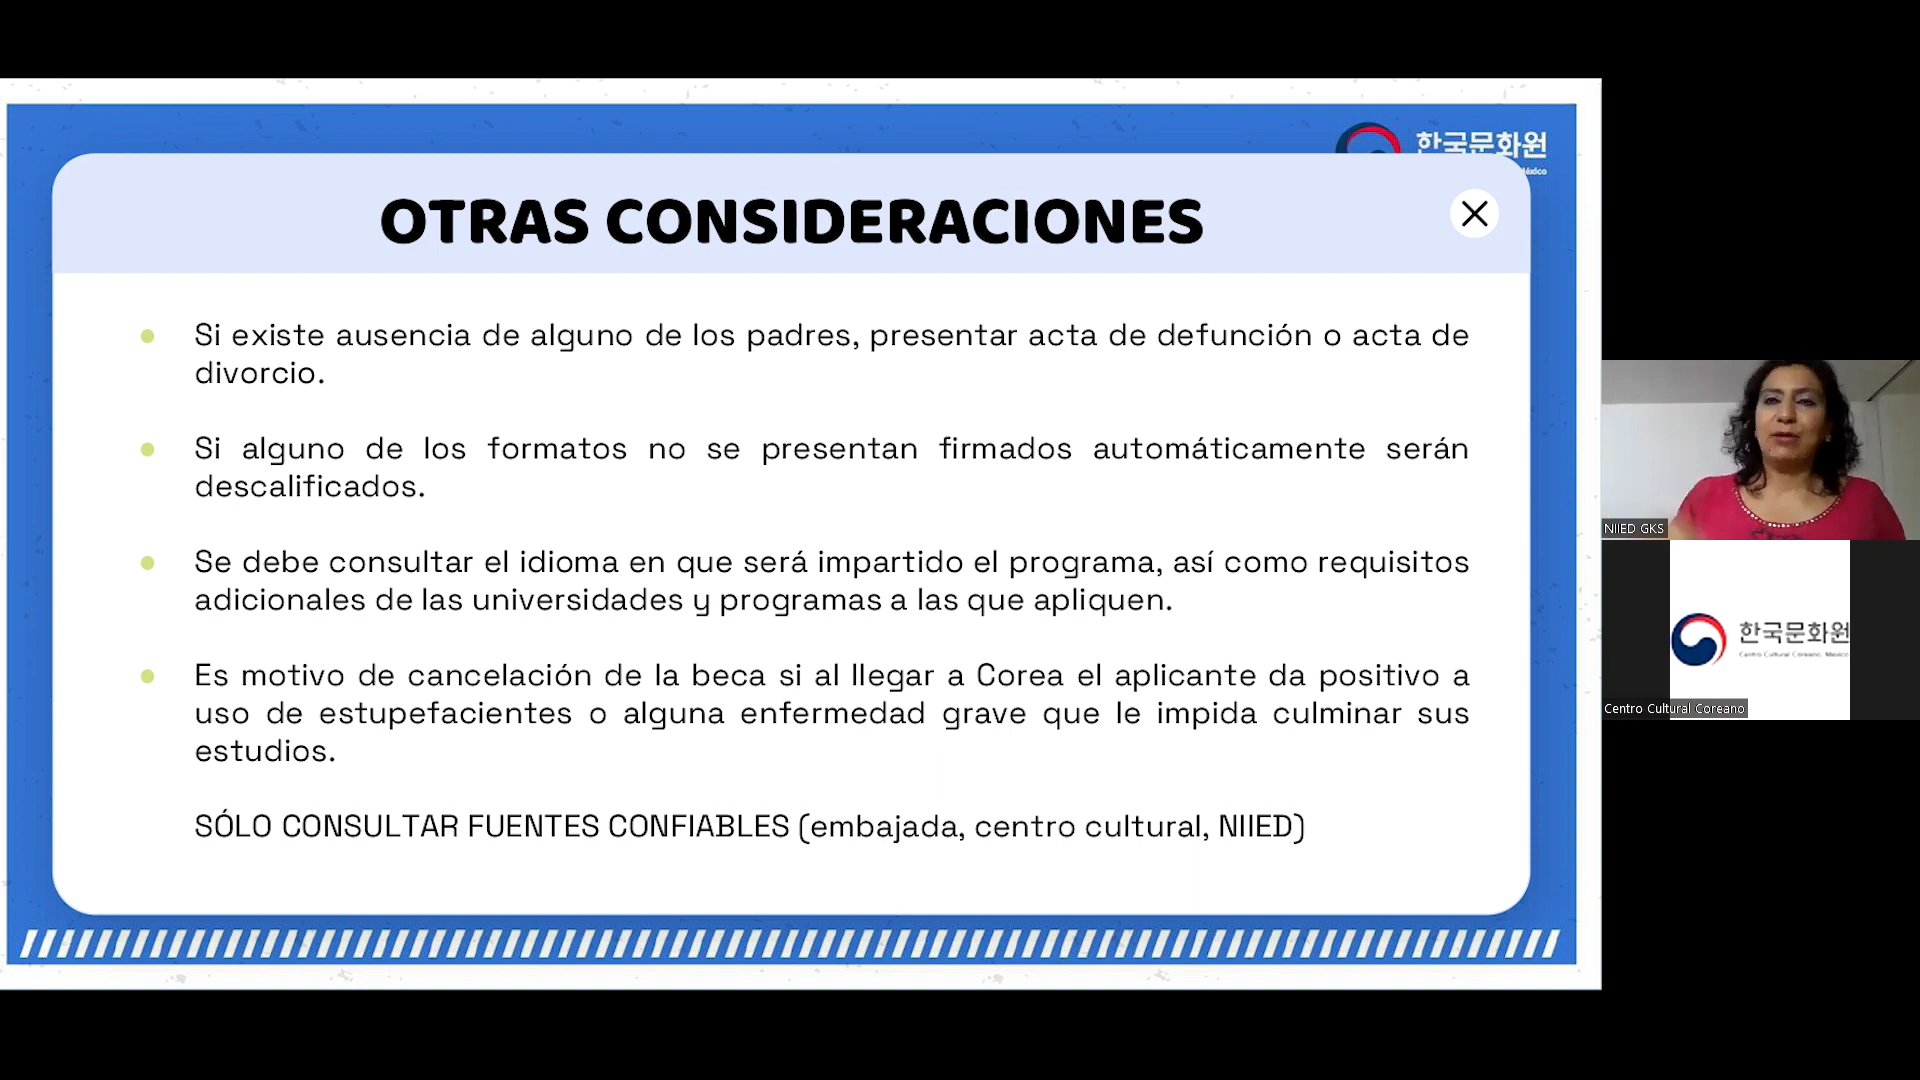 한국문화원
México
OTRAS CONSIDERACIONES
Si existe ausencia de alguno de los padres, presentar acta de defunción o acta de
divorcio.
Si alguno de los formatos no se presentan firmados automáticamente serán
descalificados.
Se debe consultar el idioma en que será impartido el programa, así como requisitos
adicionales de las universidades y programas a las que apliquen.
Es motivo de cancelación de la beca si al llegar a Corea el aplicante da positivo a
uso de estupefacientes o alguna enfermedad grave que le impida culminar sus
estudios.
SÓLO CONSULTAR FUENTES CONFIABLES (embajada, centro cultural, NIIED)
NIIED GKS
한국문화원
Centro Cultural Coreano, México
Centro Cultural Coreano